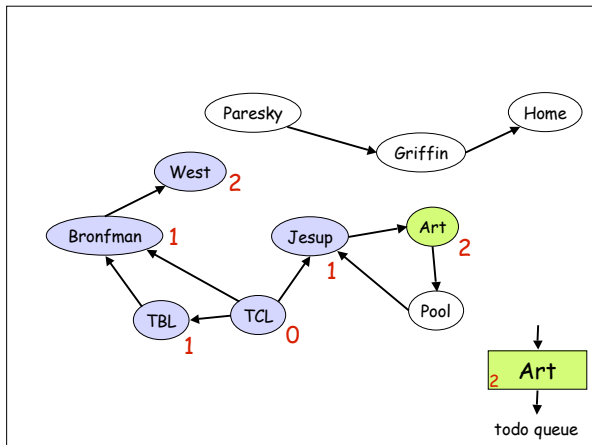 Paresky
Home
Griffin
West
2
Bronfman
1
Jesup
1
Art
2
TBL
1
TCL
0
Pool
2
Art
todo queue